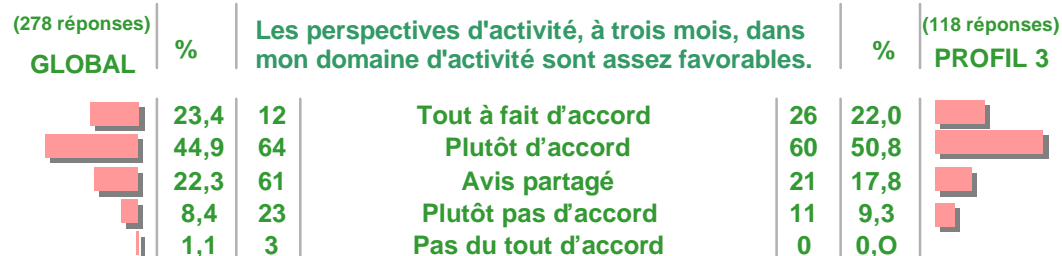 (278 réponses)
GLOBAL
%
Les perspectives d'activité, à trois mois, dans
mon domaine d'activité sont assez favorables.
%
(118 réponses)
PROFIL 3
23,4 12 Tout à fait d’accord 26 22,0
44,9 64 Plutôt d’accord 60 50,8
22,3 61 Avis partagé 21 17,8
8,4 23 Plutôt pas d’accord 11 9,3
1,1 3 Pas du tout d’accord 0 0,O